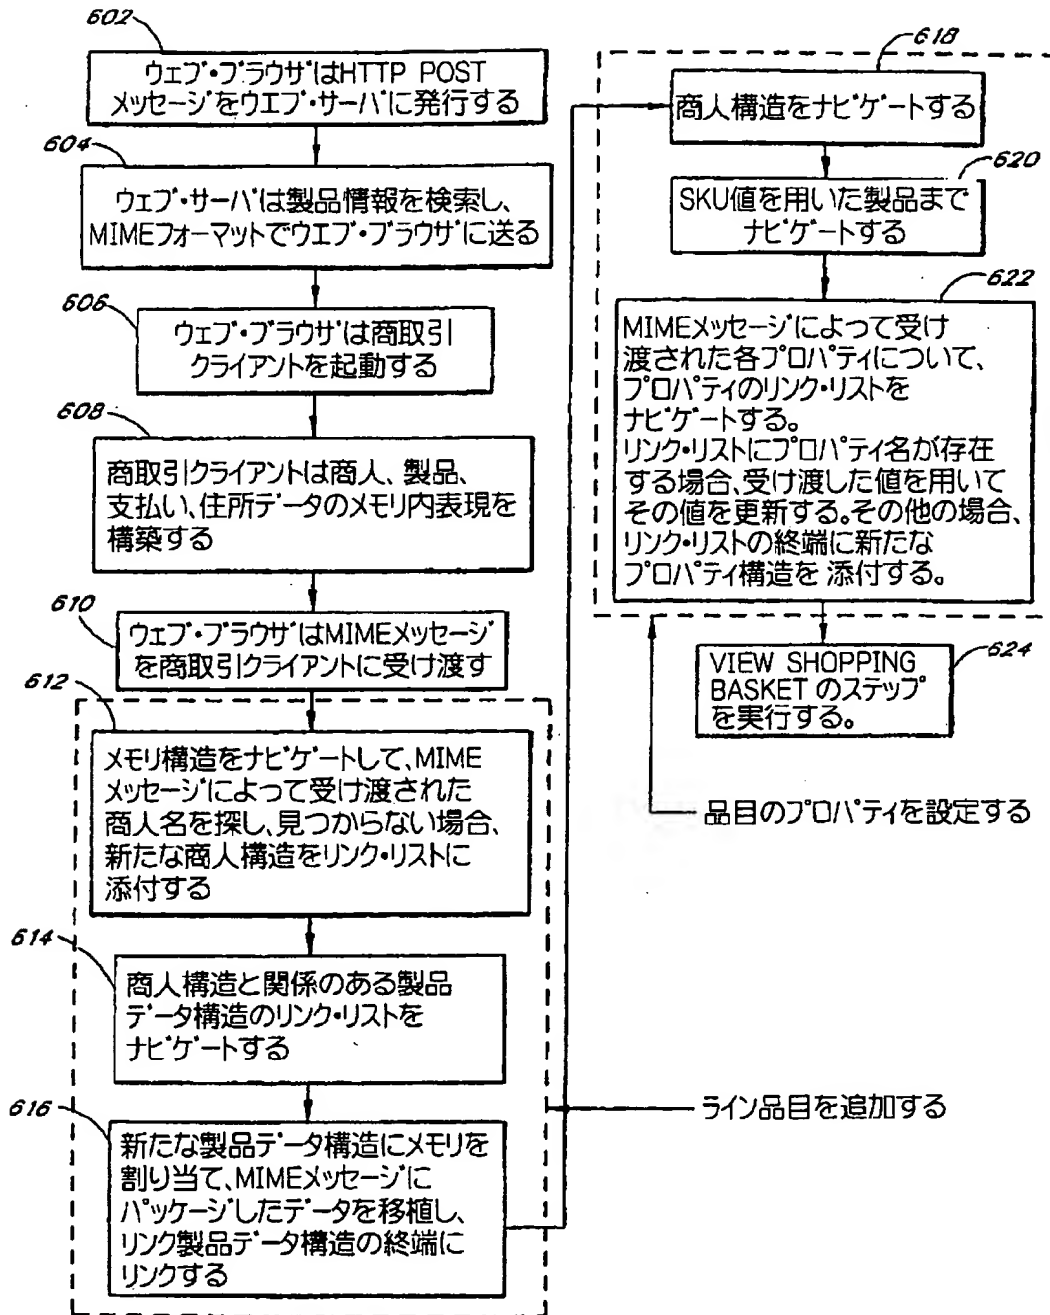 602
ウェブ・ブラウザはHTTP POST
メッセージをウエブ・サーバに発行する
604
ウェブ・サーバは製品情報を検索し、
MIMEフォーマットでウエブ・ブラウザに送る
606
ウェブ・ブラウザは商取引
クライアントを起動する
608
商取引クライアントは商人、製品、
支払い、住所データのメモリ内表現を
構築する
610
ウェブ・ブラウザはMIMEメッセージ
を商取引クライアントに受け渡す
612
メモリ構造をナビゲートして、MIME
メッセージによって受け渡された
商人名を探し、見つからない場合、
新たな商人構造をリンク・リストに
添付する
614
商人構造と関係のある製品
データ構造のリンク・リストを
ナビゲートする
616
新たな製品データ構造にメモリを
割り当て、MIMEメッセージに
パッケージしたデータを移植し、
リンク製品データ構造の終端に
リンクする
ライン品目を追加する
618
商人構造をナビゲートする
620
SKU値を用いた製品まで
ナビゲートする
622
MIMEメッセージによって受け
渡された各プロパティについて、
プロパティのリンク・リストを
ナビゲートする。
リンク・リストにプロパティ名が存在
する場合、受け渡した値を用いて
その値を更新する。その他の場合、
リンク・リストの終端に新たな
プロパティ構造を 添付する。
624
VIEW SHOPPING
BASKET のステップ
を実行する。
品目のプロパティを設定する